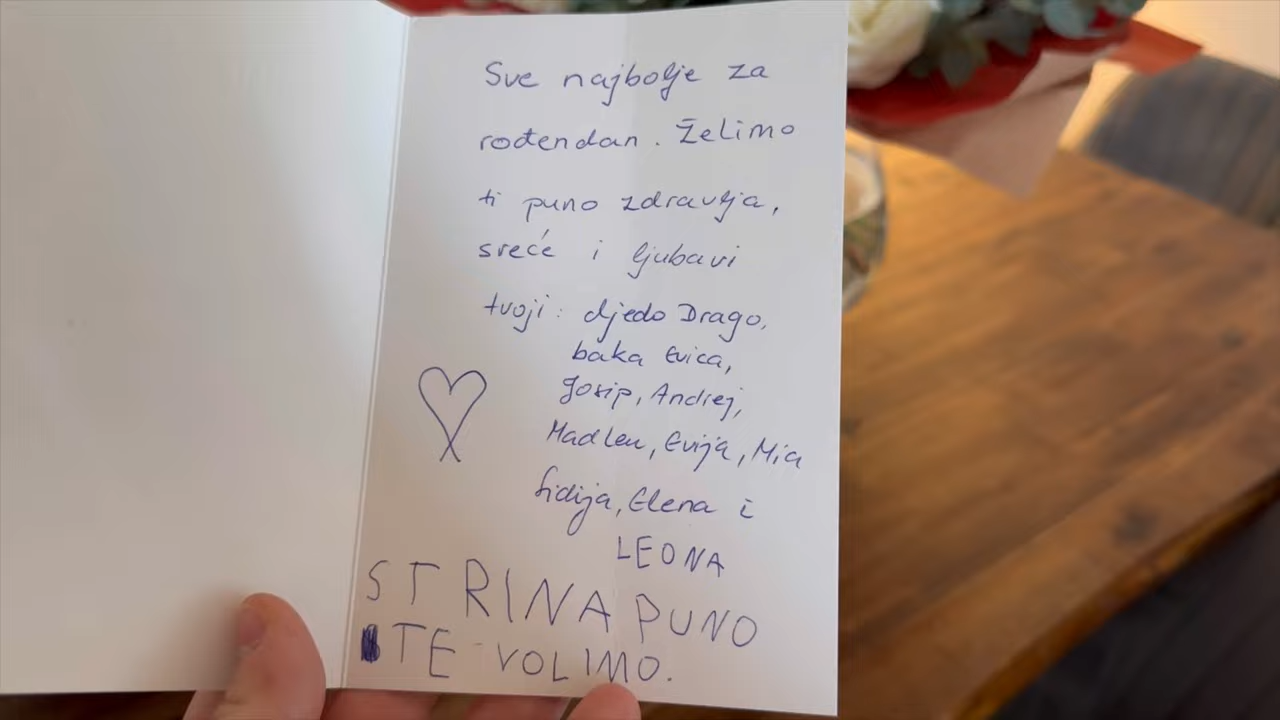 Sve najbolje za
rođendan. Želimo
ti puno zdravlja,
sreće i ljubavi
tvoji: djedo Drago,
baka Evica,
Josip, Andrej,
Madlen, Evija, Mia
Lidija, Elena i
LEONA
STRINA PUNO
TE VOLIMO.